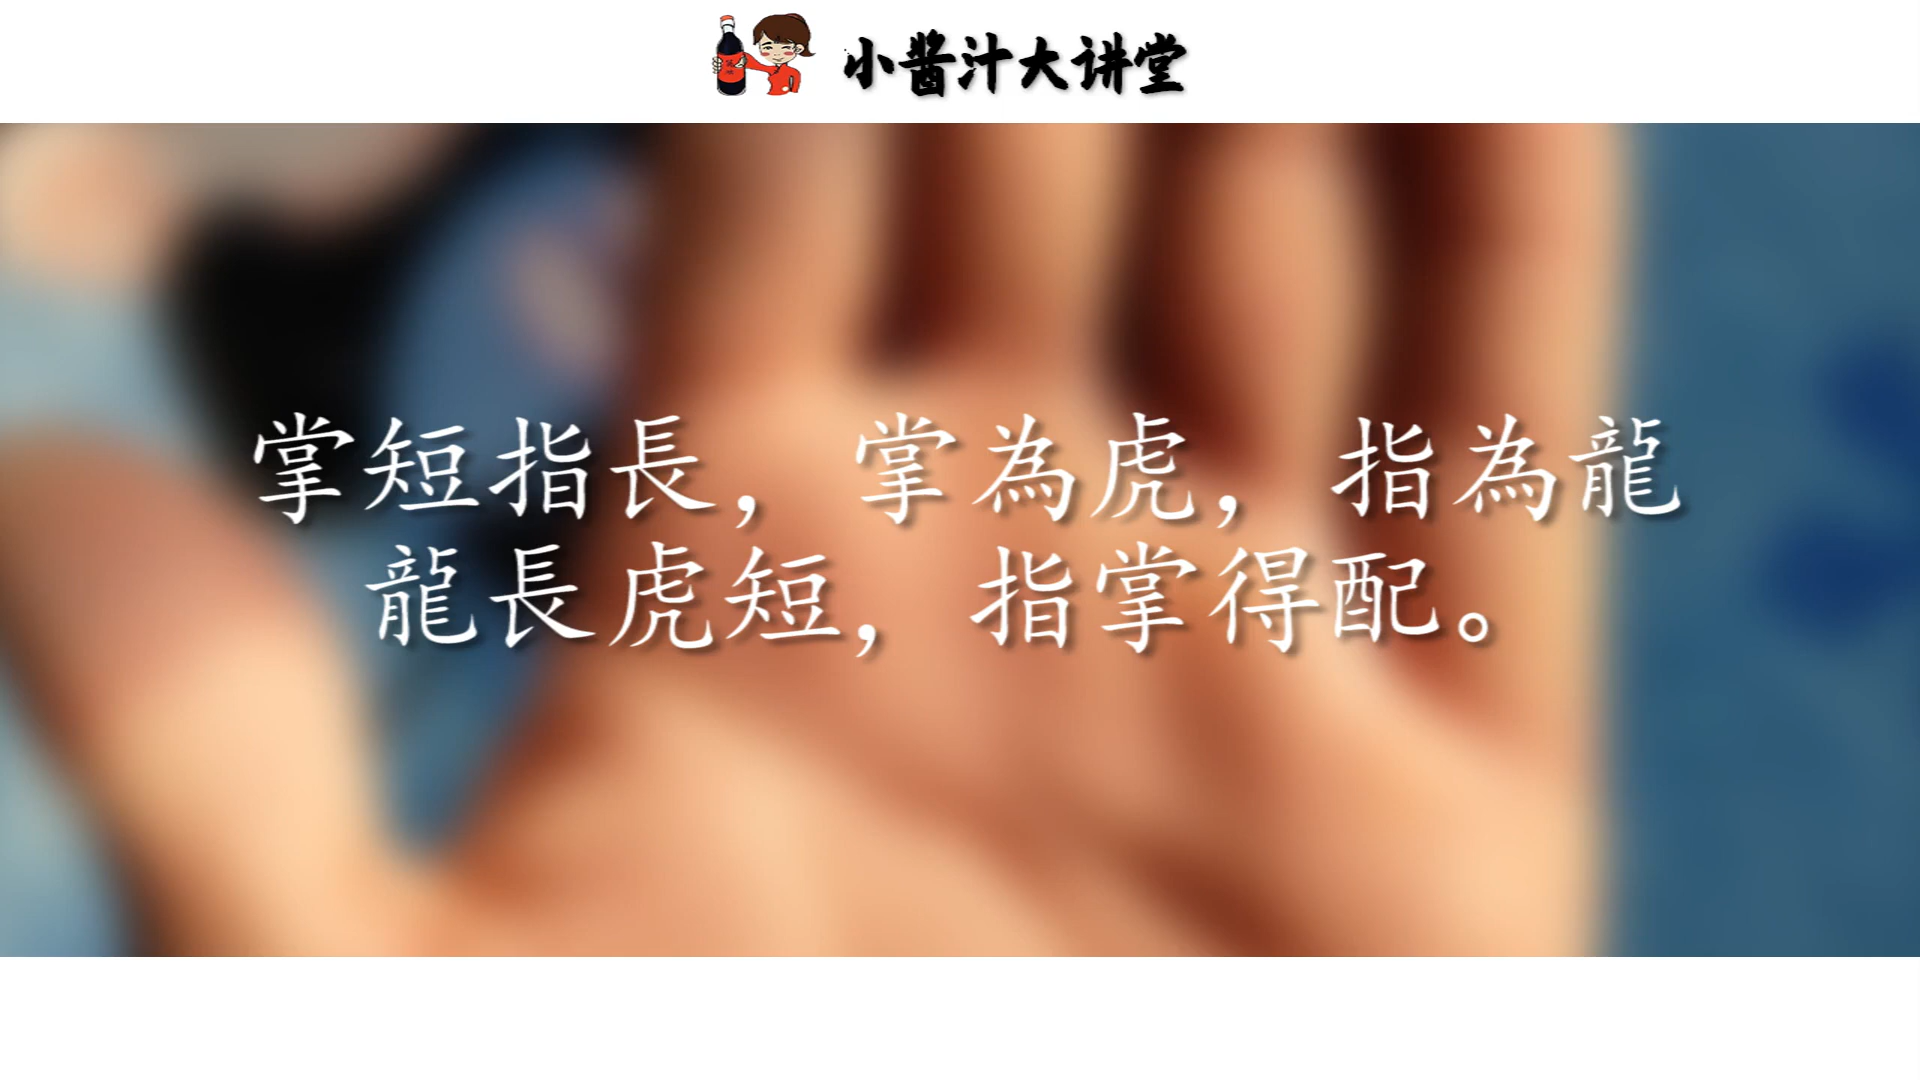 小酱汁大讲堂
掌短指長，掌為虎，指為龍
龍長虎短，指掌得配。